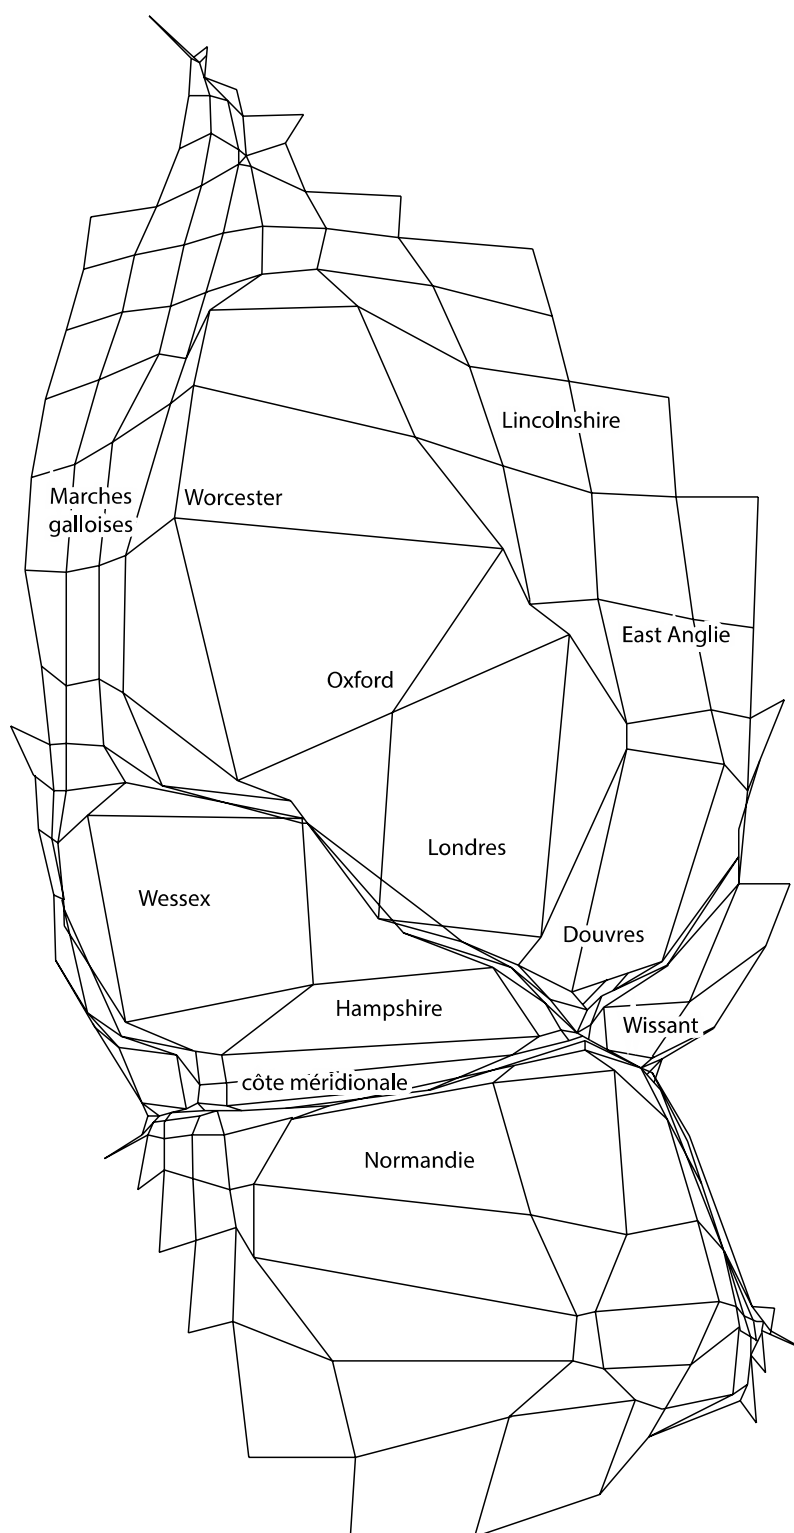 Lincolnshire
Marches
galloises
Worcester
East Anglie
Oxford
Londres
Wessex
Douvres
Hampshire
Wissant
côte méridionale
Normandie